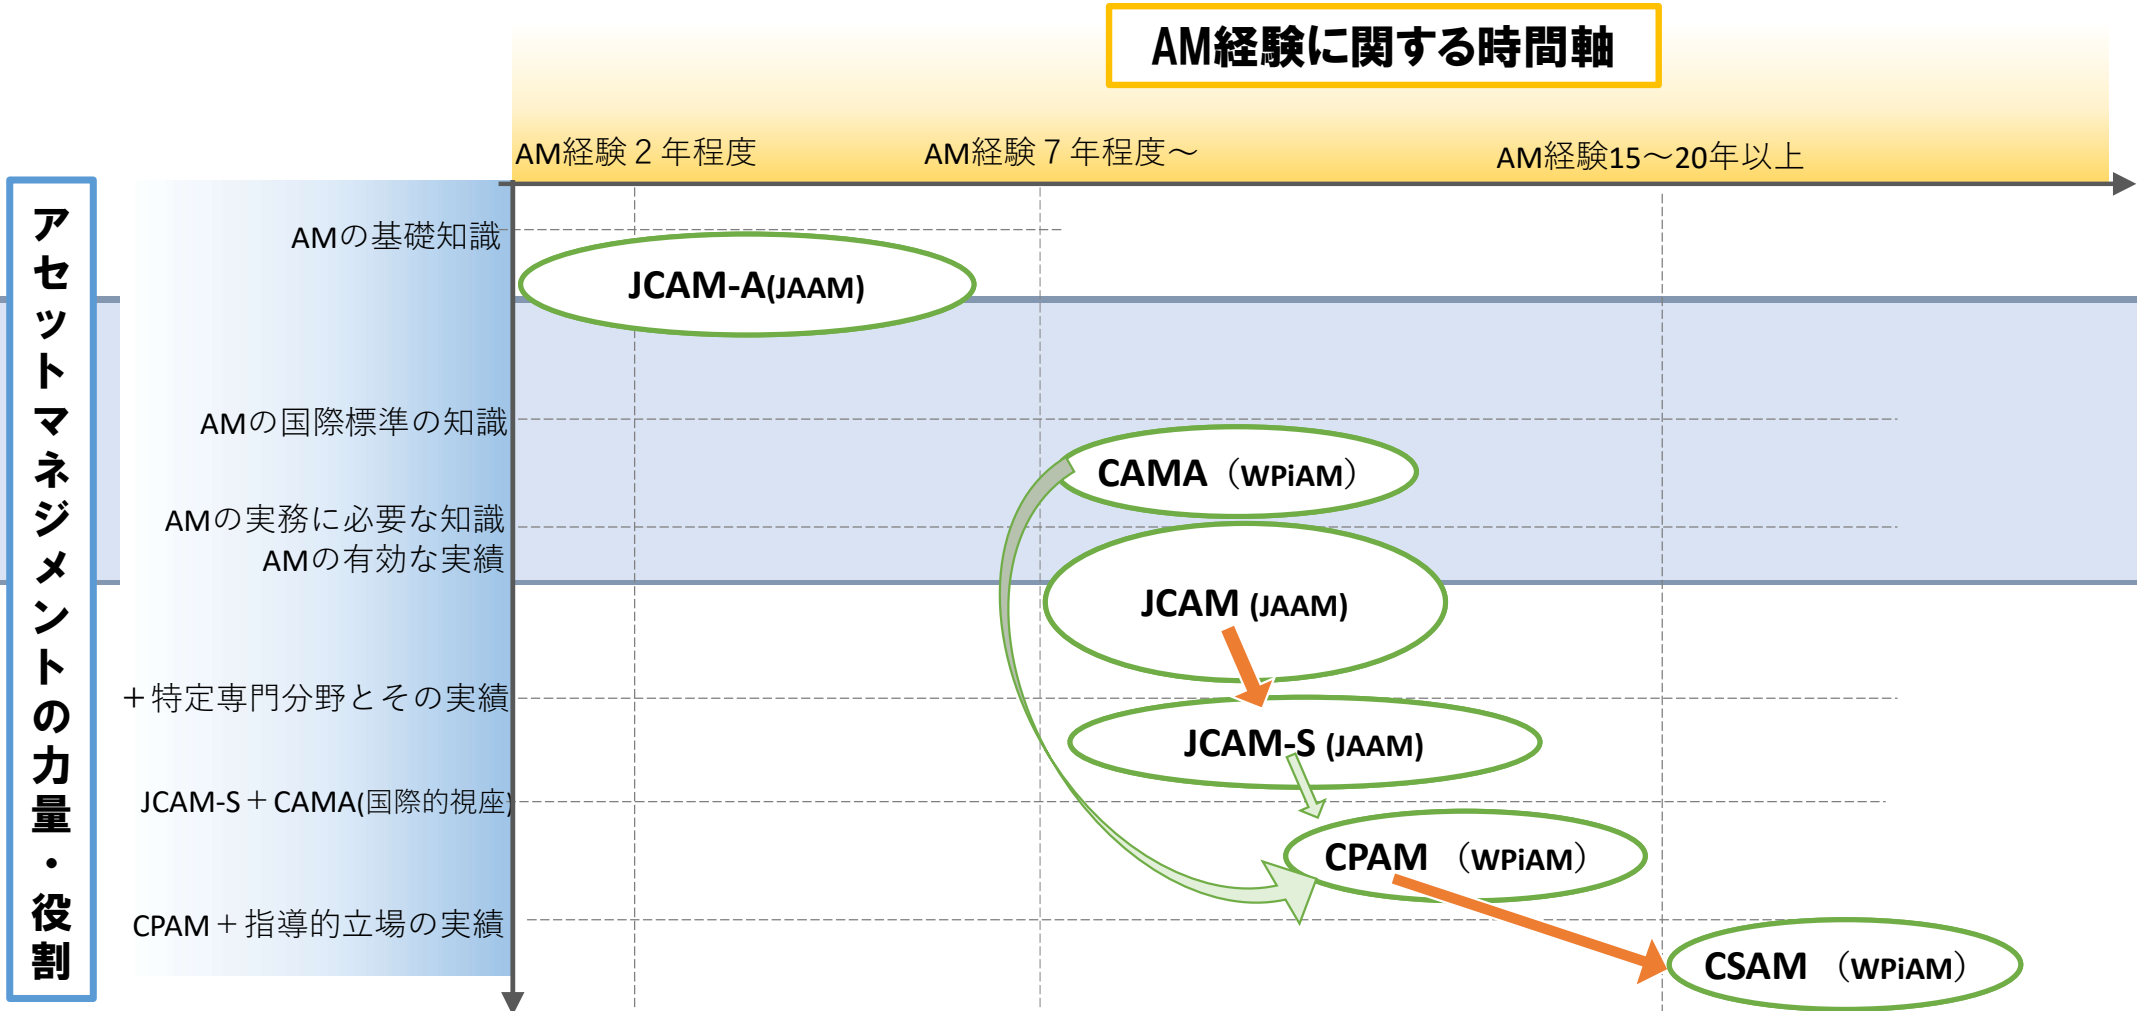 AM経験に関する時間軸
AM経験２年程度
AM経験７年程度～
AM経験15～20年以上
アセットマネジメントの力量・役割
AMの基礎知識
JCAM-A(JAAM)
AMの国際標準の知識
CAMA（WPiAM）
AMの実務に必要な知識
AMの有効な実績
JCAM (JAAM)
＋特定専門分野とその実績
JCAM-S (JAAM)
JCAM-S＋CAMA(国際的視座)
CPAM （WPiAM）
CPAM＋指導的立場の実績
CSAM （WPiAM）